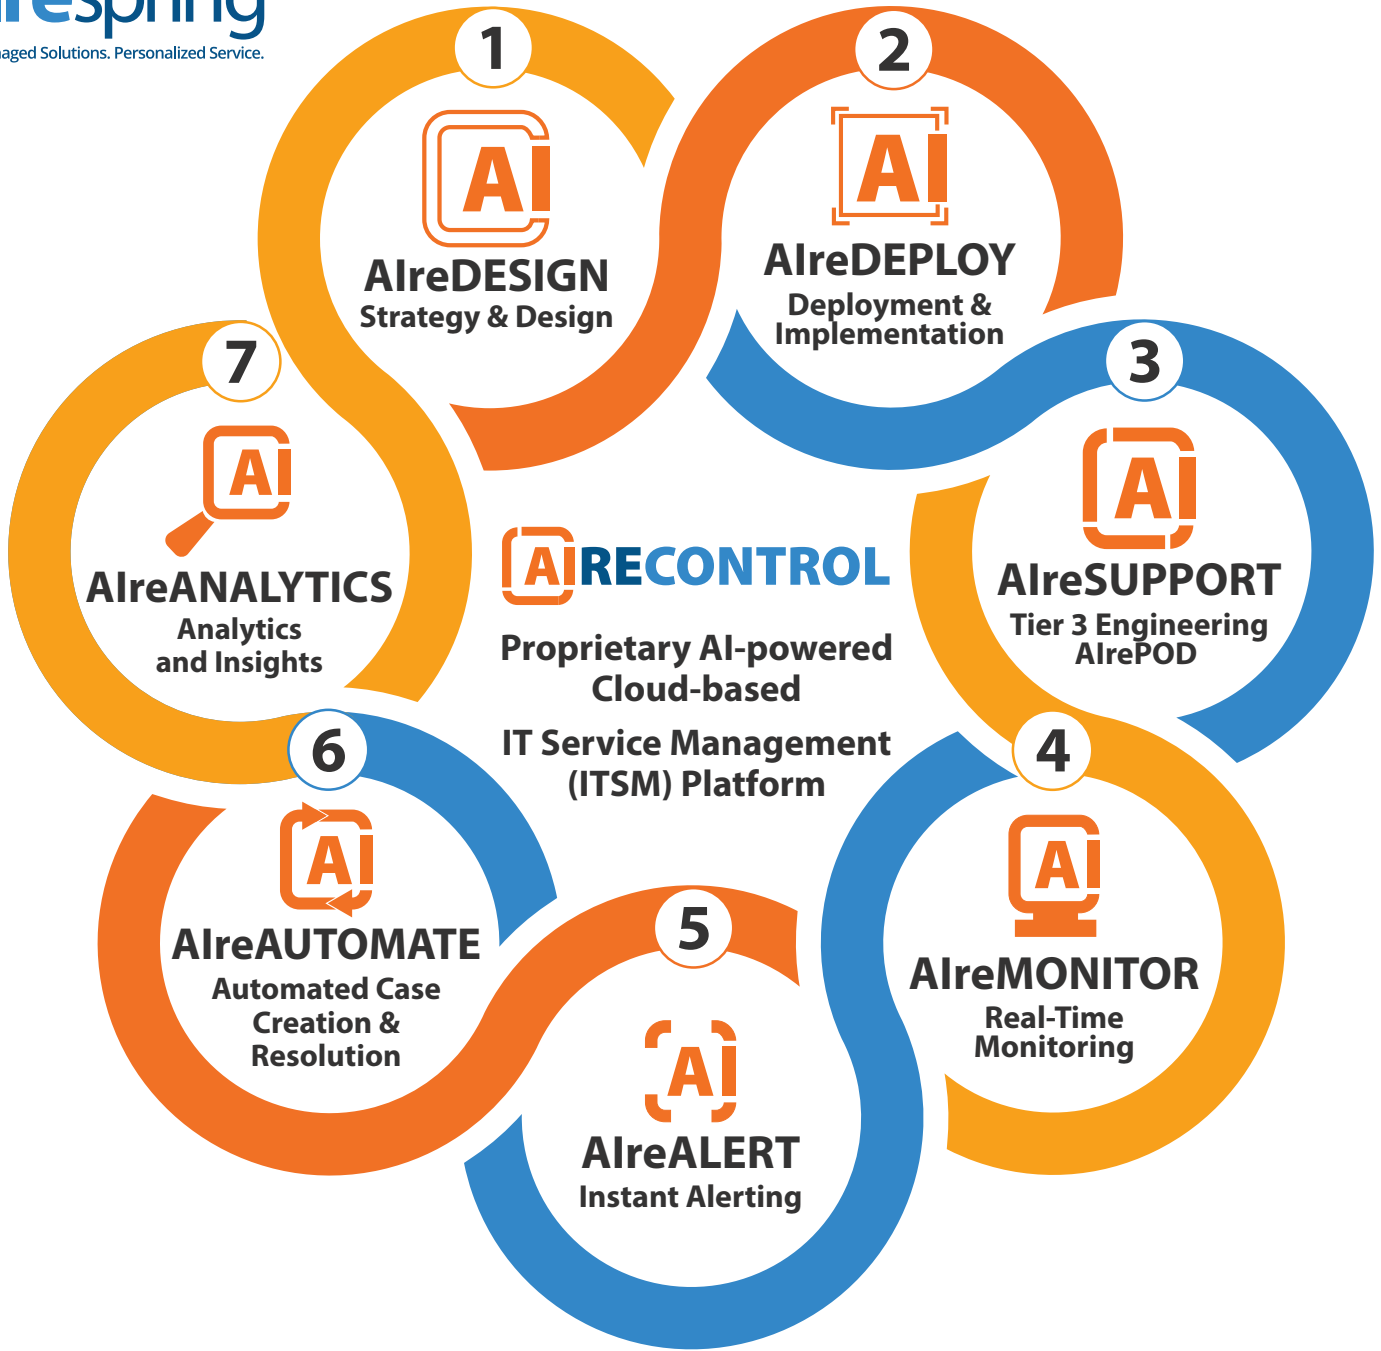 Solutions. Personalized Service.
1
AI
AIreDESIGN
Strategy & Design
2
AI
AIreDEPLOY
Deployment &
Implementation
3
AI
AIreSUPPORT
Tier 3 Engineering
AIrePOD
4
AI
AIreMONITOR
Real-Time
Monitoring
5
AI
AIreALERT
Instant Alerting
6
AI
AIreAUTOMATE
Automated Case
Creation &
Resolution
7
AI
AIreANALYTICS
Analytics
and Insights
AIRECONTROL
Proprietary AI-powered
Cloud-based
IT Service Management
(ITSM) Platform